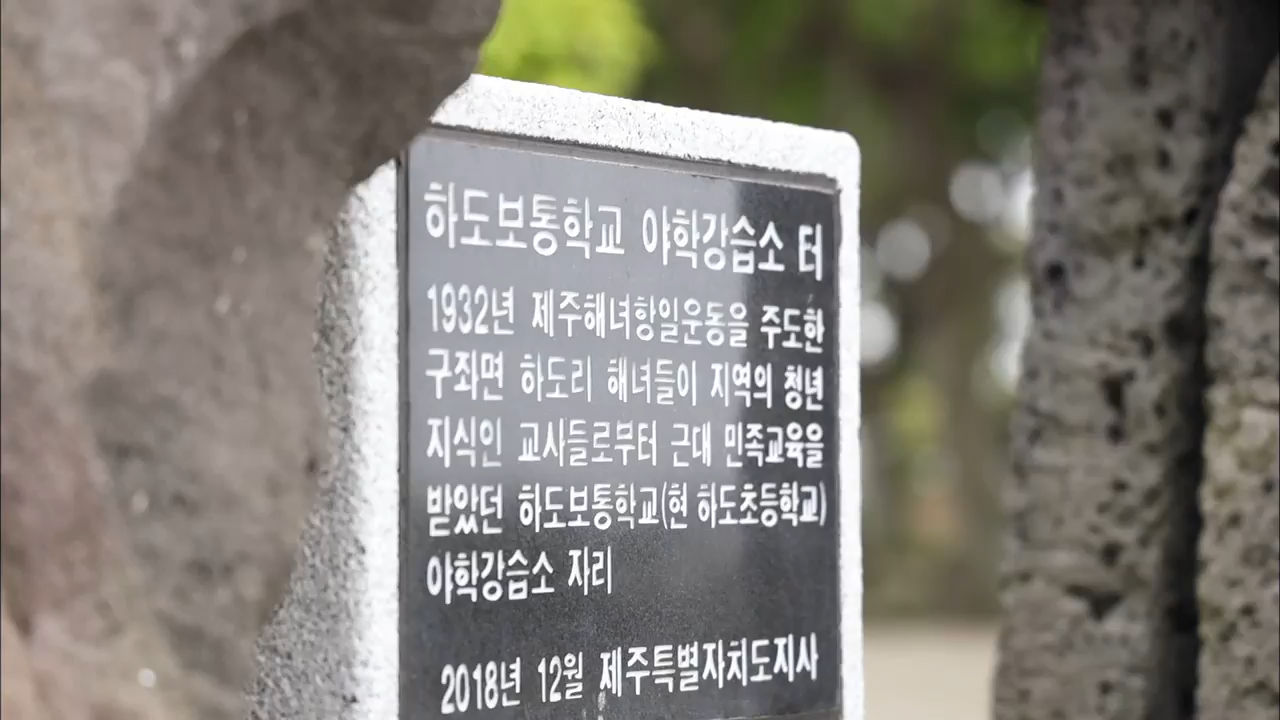 하도보통학교 야학강습소 터
1932년 제주해녀항일운동을 주도한
구좌면 하도리 해녀들이 지역의 청년
지식인 교사들로부터 근대 민족교육을
받았던 하도보통학교(현 하도초등학교)
야학강습소 자리
2018년 12월 제주특별자치도지사